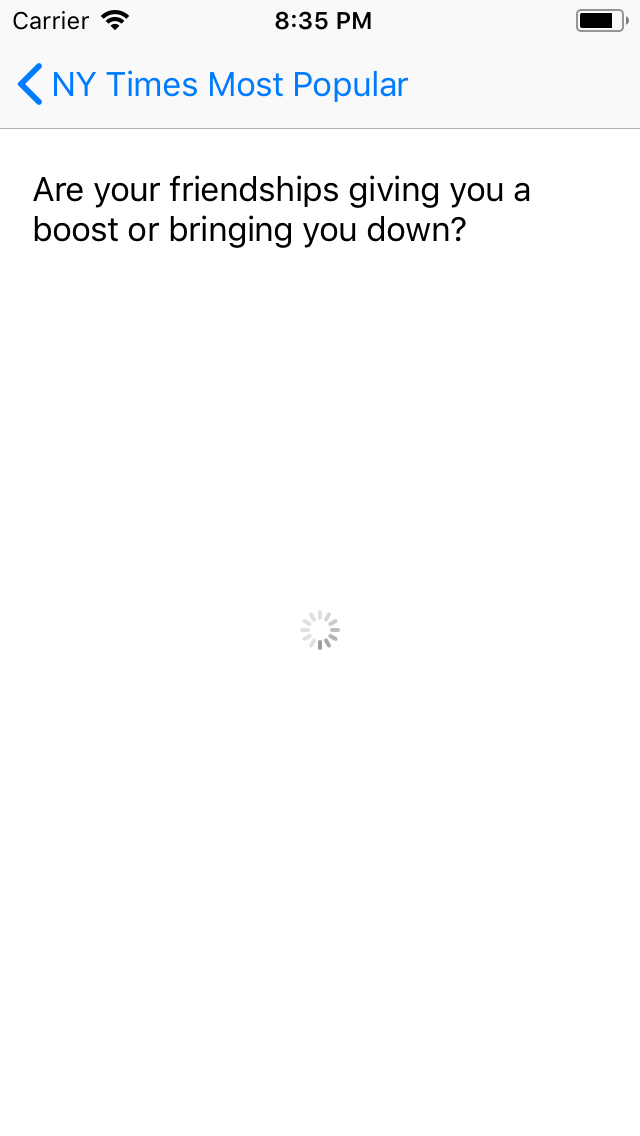 Carrier 8:35 PM
NY Times Most Popular
Are your friendships giving you a
boost or bringing you down?